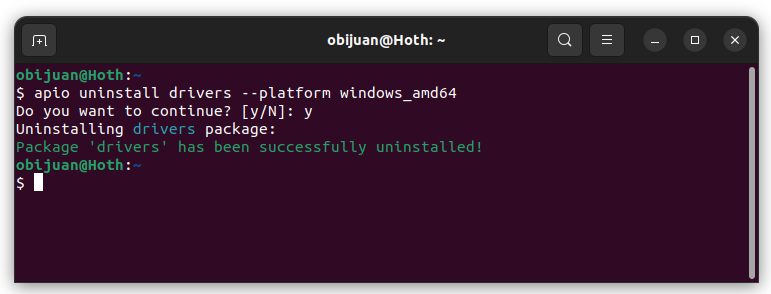 obijuan@Hoth: ~
obijuan@Hoth:~
$ apio uninstall drivers --platform windows_amd64
Do you want to continue? [y/N]: y
Uninstalling drivers package:
Package 'drivers' has been successfully uninstalled!
obijuan@Hoth:~
$